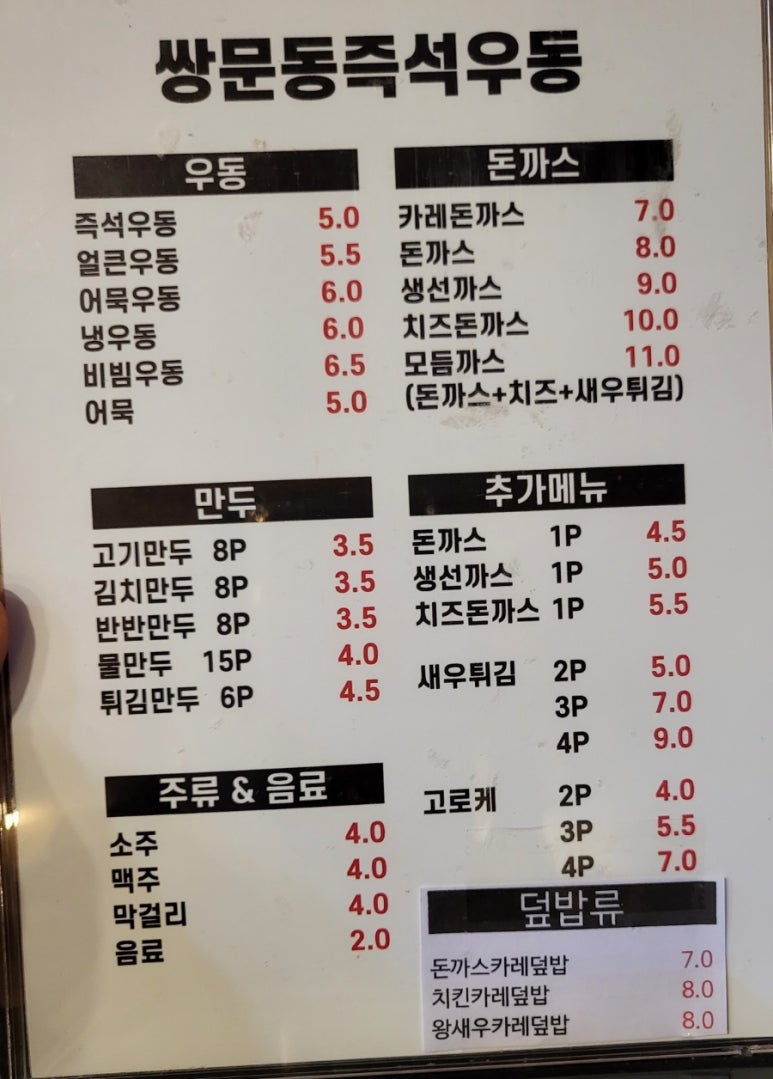 쌍문동즉석우동
우동
즉석우동 5.0
얼큰우동 5.5
어묵우동 6.0
냉우동 6.0
비빔우동 6.5
어묵 5.0
돈까스
카레돈까스 7.0
돈까스 8.0
생선까스 9.0
치즈돈까스 10.0
모듬까스 11.0
(돈까스+치즈+새우튀김)
만두
고기만두 8P 3.5
김치만두 8P 3.5
반반만두 8P 3.5
물만두 15P 4.0
튀김만두 6P 4.5
추가메뉴
돈까스 1P 4.5
생선까스 1P 5.0
치즈돈까스 1P 5.5
새우튀김 2P 5.0
3P 7.0
4P 9.0
고로케 2P 4.0
3P 5.5
4P 7.0
주류 & 음료
소주 4.0
맥주 4.0
막걸리 4.0
음료 2.0
덮밥류
돈까스카레덮밥 7.0
치킨카레덮밥 8.0
왕새우카레덮밥 8.0